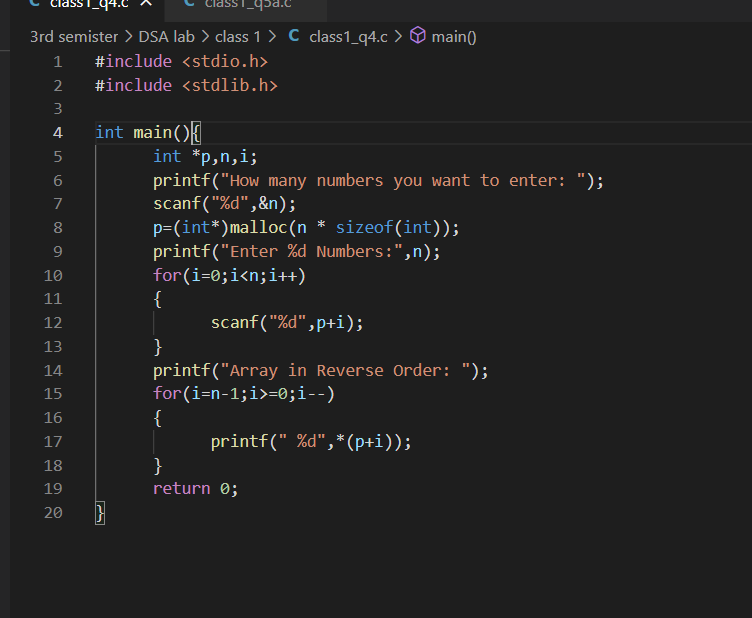 C class1_q4.c × C class1_q5a.c
3rd semister > DSA lab > class 1 > C class1_q4.c > main()
1 #include <stdio.h>
2 #include <stdlib.h>
3
4 int main(){
5 int *p,n,i;
6 printf("How many numbers you want to enter: ");
7 scanf("%d",&n);
8 p=(int*)malloc(n * sizeof(int));
9 printf("Enter %d Numbers:",n);
10 for(i=0;i<n;i++)
11 {
12 scanf("%d",p+i);
13 }
14 printf("Array in Reverse Order: ");
15 for(i=n-1;i>=0;i--)
16 {
17 printf(" %d",*(p+i));
18 }
19 return 0;
20 }